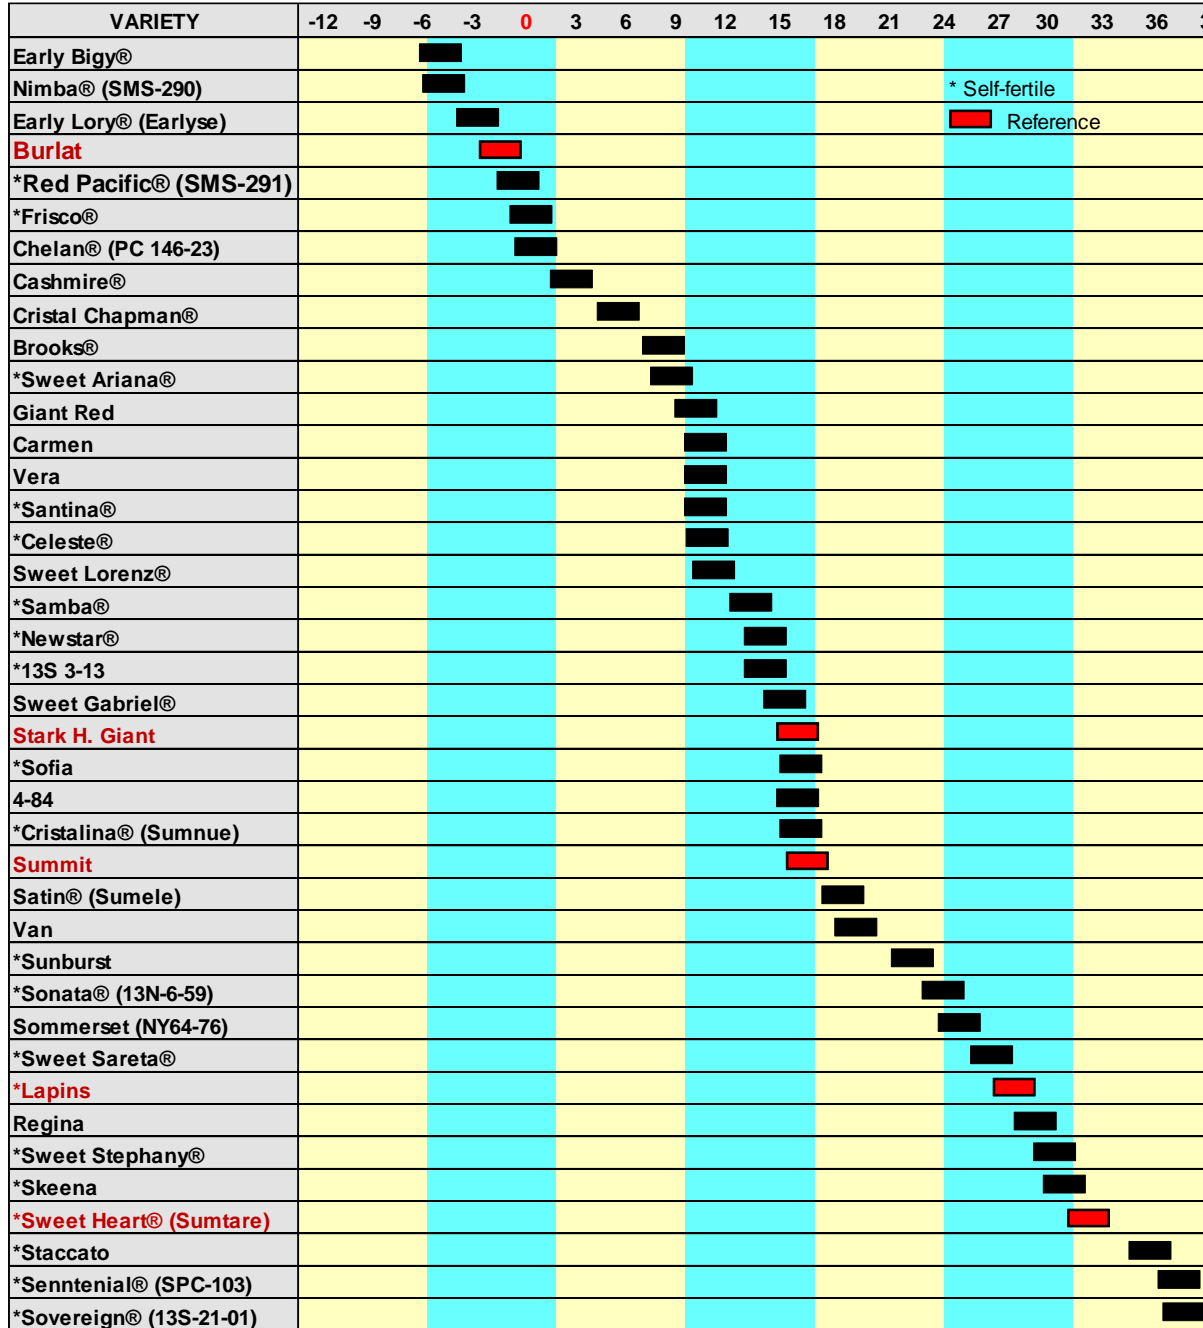 VARIETY -12 -9 -6 -3 0 3 6 9 12 15 18 21 24 27 30 33 36
Early Bigy®
Nimba® (SMS-290)
* Self-fertile
Early Lory® (Earlyse)
Reference
Burlat
*Red Pacific® (SMS-291)
*Frisco®
Chelan® (PC 146-23)
Cashmire®
Cristal Chapman®
Brooks®
*Sweet Ariana®
Giant Red
Carmen
Vera
*Santina®
*Celeste®
Sweet Lorenz®
*Samba®
*Newstar®
*13S 3-13
Sweet Gabriel®
Stark H. Giant
*Sofia
4-84
*Cristalina® (Sumnue)
Summit
Satin® (Sumele)
Van
*Sunburst
*Sonata® (13N-6-59)
Sommerset (NY64-76)
*Sweet Sareta®
*Lapins
Regina
*Sweet Stephany®
*Skeena
*Sweet Heart® (Sumtare)
*Staccato
*Senntenial® (SPC-103)
*Sovereign® (13S-21-01)